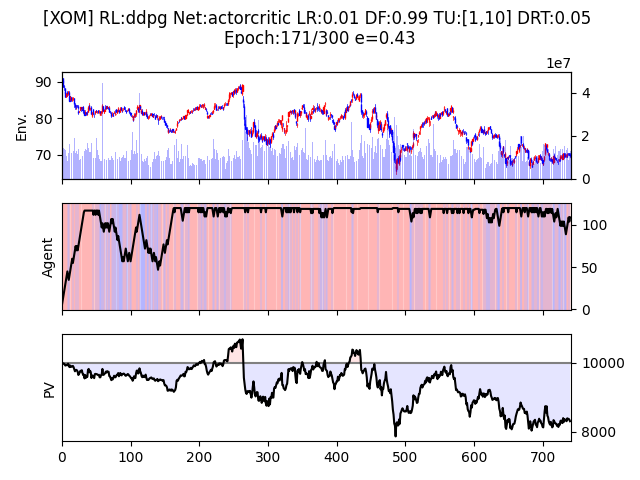 [XOM] RL:ddpg Net:actorcritic LR:0.01 DF:0.99 TU:[1,10] DRT:0.05
Epoch:171/300 e=0.43
1e7
90
80
70
Env.
4
2
0
Agent
100
50
0
PV
10000
8000
0 100 200 300 400 500 600 700